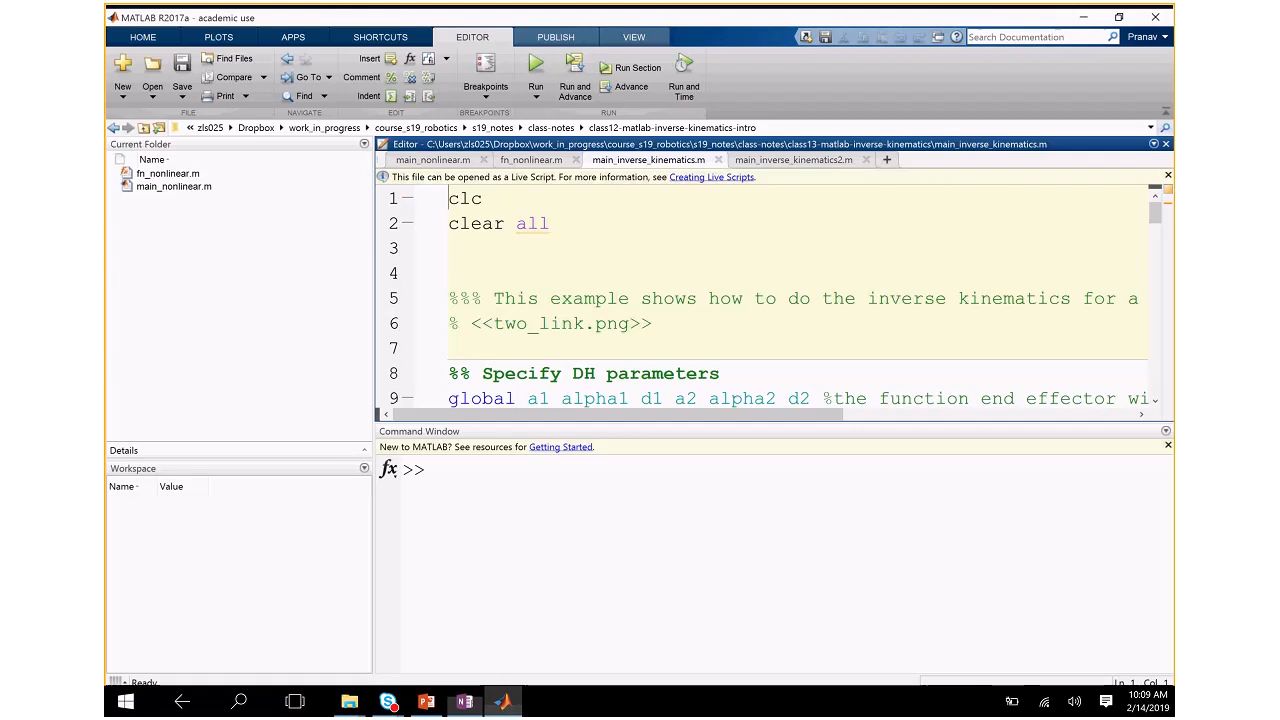 MATLAB R2017a - academic use
HOME PLOTS APPS SHORTCUTS EDITOR PUBLISH VIEW Search Documentation Pranav
New Open Save Find Files Compare Print Go To Find Insert Comment Indent Breakpoints Run Run and Advance Run Section Advance Run and Time
FILE NAVIGATE EDIT BREAKPOINTS RUN
« zls025 Dropbox work_in_progress course_s19_robotics s19_notes class-notes class12-matlab-inverse-kinematics-intro
Current Folder
Name
fn_nonlinear.m
main_nonlinear.m
Details
Workspace
Name Value
Editor - C:\Users\zls025\Dropbox\work_in_progress\course_s19_robotics\s19_notes\class-notes\class13-matlab-inverse-kinematics\main_inverse_kinematics.m
main_nonlinear.m fn_nonlinear.m main_inverse_kinematics.m main_inverse_kinematics2.m
This file can be opened as a Live Script. For more information, see Creating Live Scripts.
1 clc
2 clear all
3
4
5 %%% This example shows how to do the inverse kinematics for a
6 % <<two_link.png>>
7
8 %% Specify DH parameters
9 global a1 alpha1 d1 a2 alpha2 d2 %the function end effector wi
Command Window
New to MATLAB? See resources for Getting Started.
fx >>
Ready
Ln 1 Col 1
10:09 AM
2/14/2019